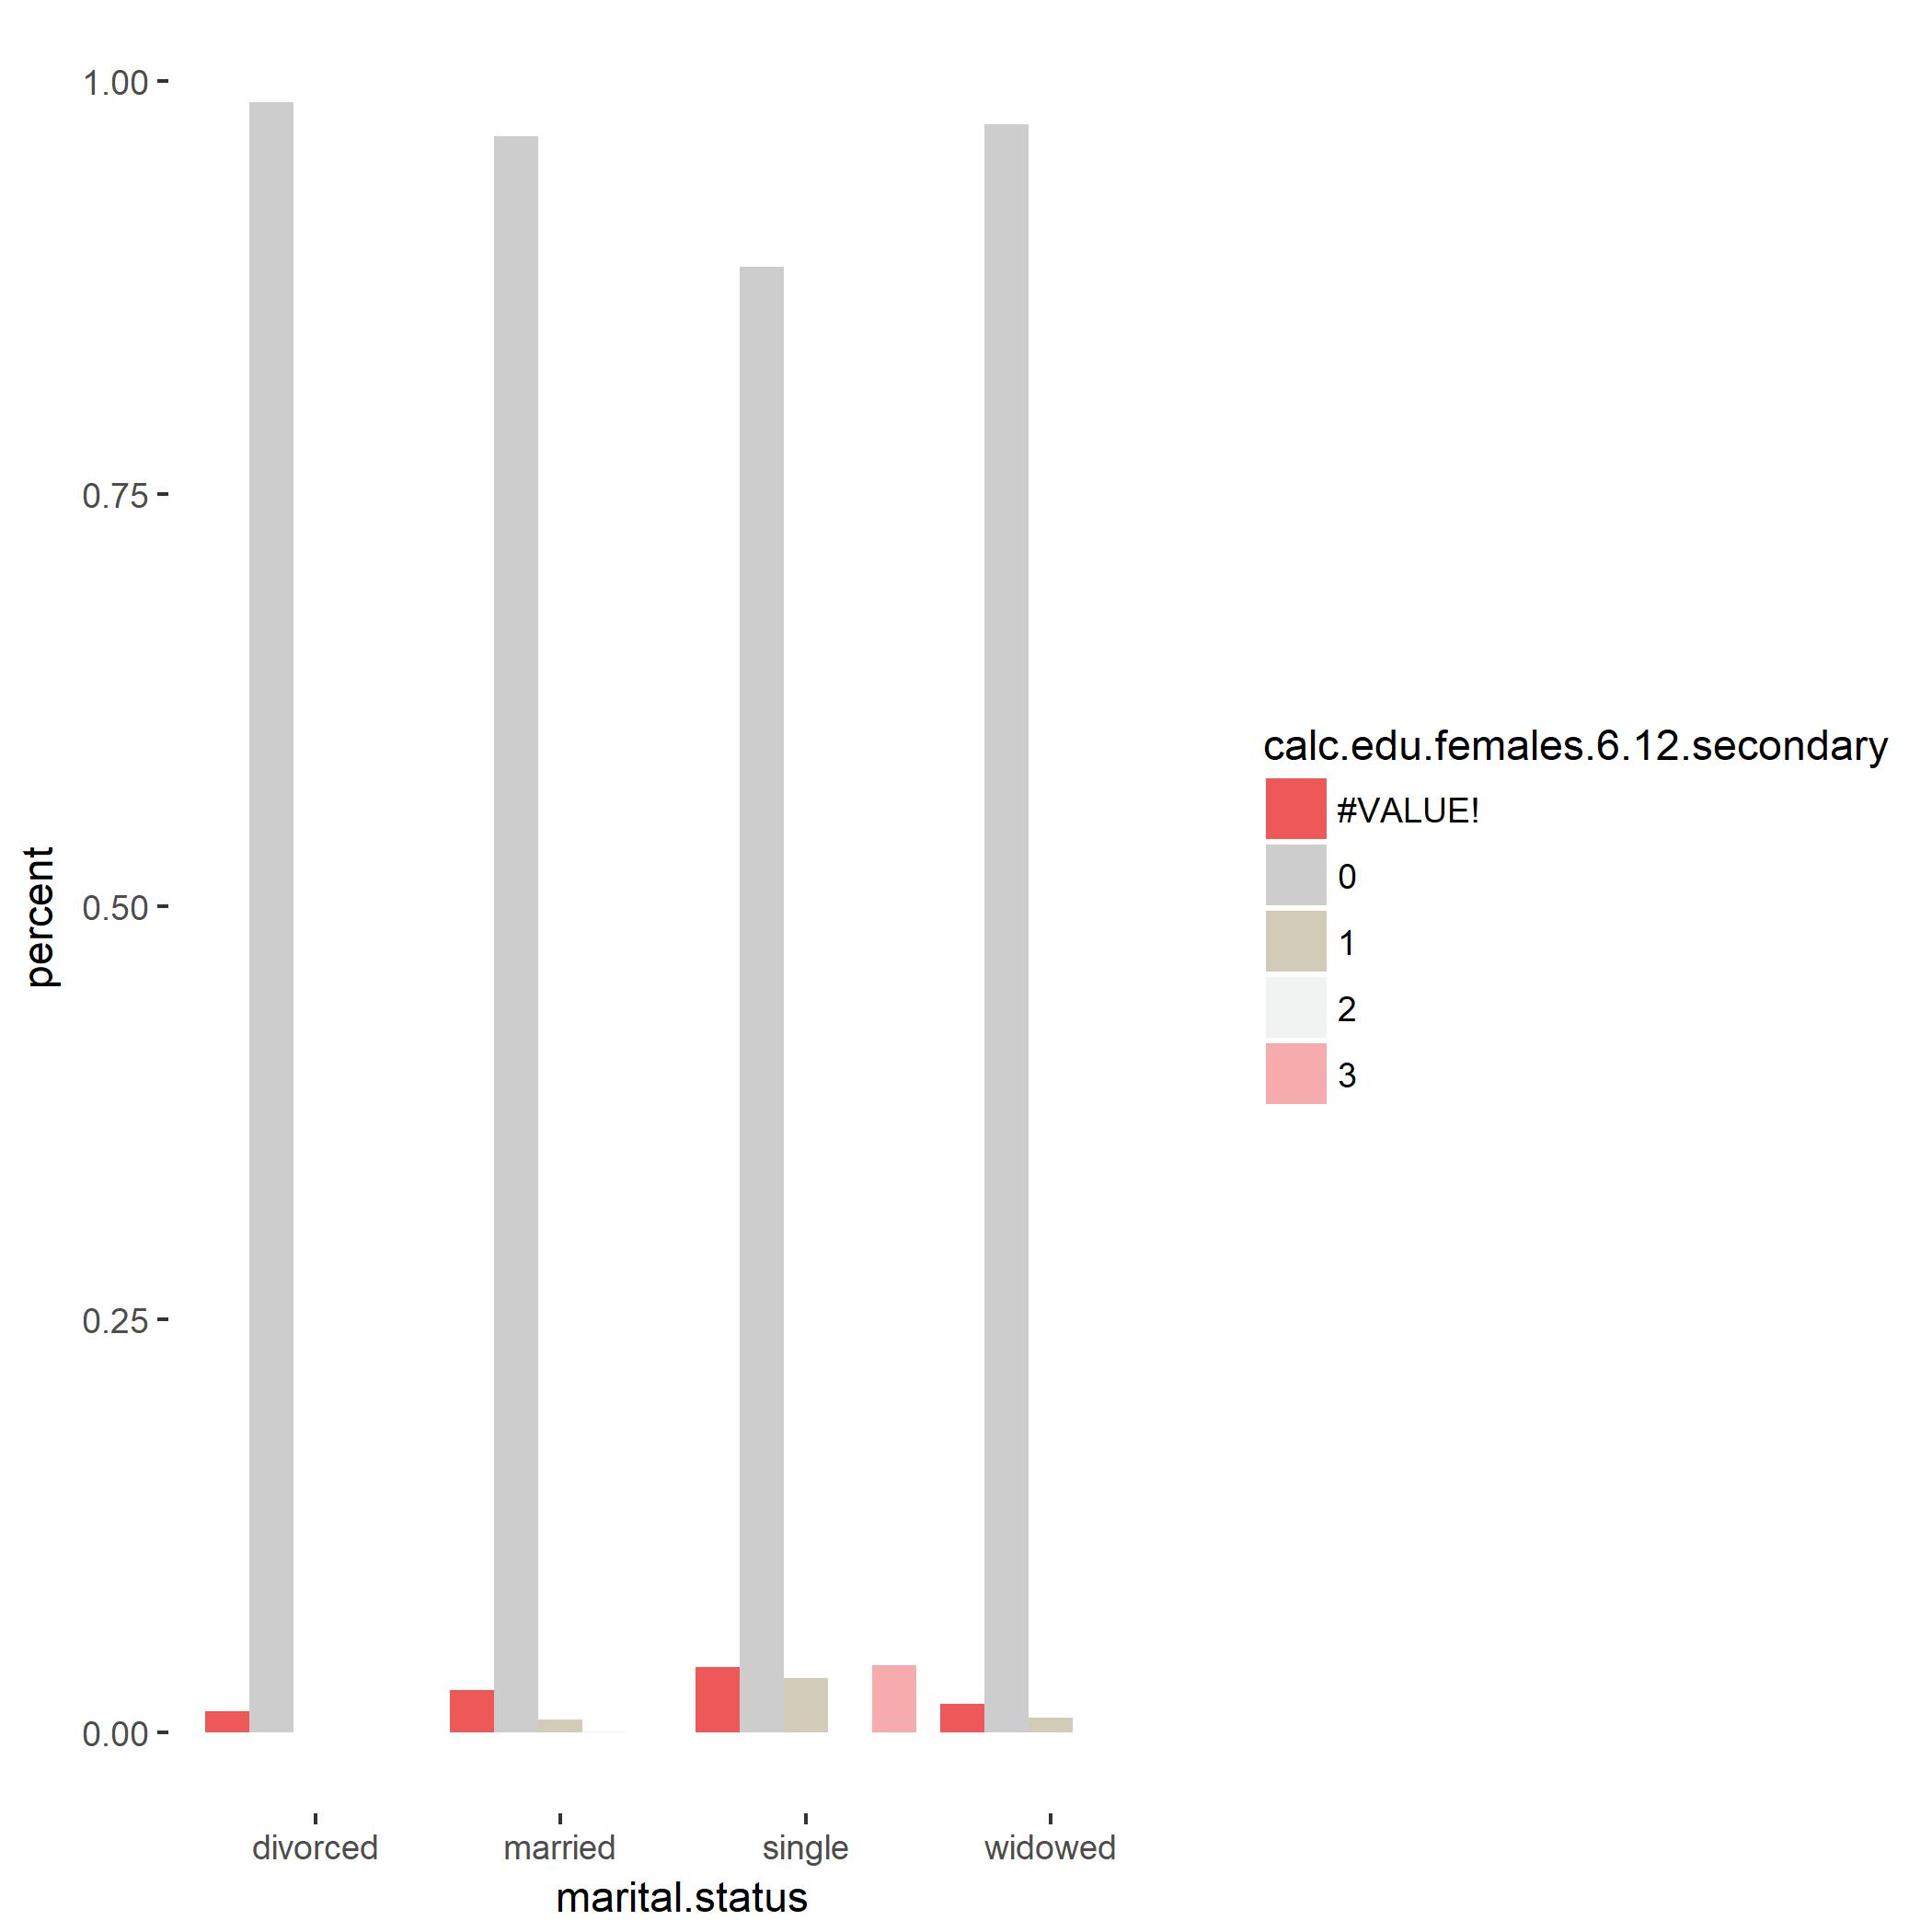 1.00
0.75
0.50
0.25
0.00
percent
divorced married single widowed
marital.status
calc.edu.females.6.12.secondary
#VALUE!
0
1
2
3